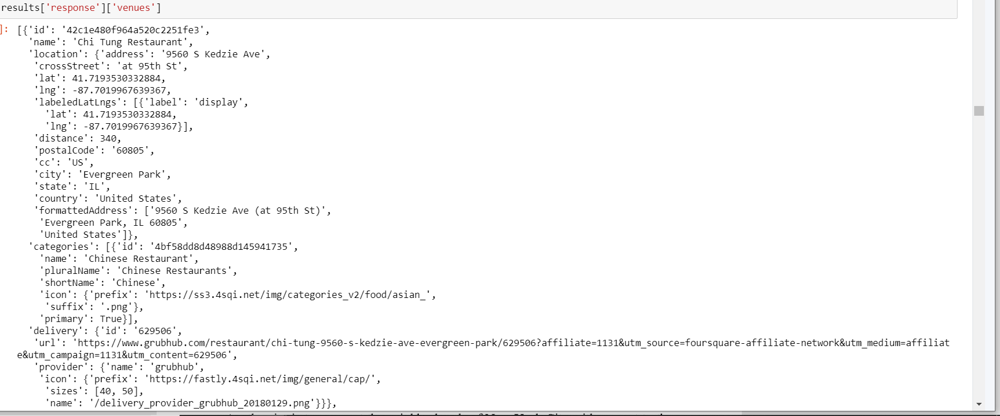 results['response']['venues']
]: [{'id': '42c1e480f964a520c2251fe3',
'name': 'Chi Tung Restaurant',
'location': {'address': '9560 S Kedzie Ave',
'crossStreet': 'at 95th St',
'lat': 41.7193530332884,
'lng': -87.7019967639367,
'labeledLatLngs': [{'label': 'display',
'lat': 41.7193530332884,
'lng': -87.7019967639367}],
'distance': 340,
'postalCode': '60805',
'cc': 'US',
'city': 'Evergreen Park',
'state': 'IL',
'country': 'United States',
'formattedAddress': ['9560 S Kedzie Ave (at 95th St)',
'Evergreen Park, IL 60805',
'United States']},
'categories': [{'id': '4bf58dd8d48988d145941735',
'name': 'Chinese Restaurant',
'pluralName': 'Chinese Restaurants',
'shortName': 'Chinese',
'icon': {'prefix': 'https://ss3.4sqi.net/img/categories_v2/food/asian_',
'suffix': '.png'},
'primary': True}],
'delivery': {'id': '629506',
'url': 'https://www.grubhub.com/restaurant/chi-tung-9560-s-kedzie-ave-evergreen-park/629506?affiliate=1131&utm_source=foursquare-affiliate-network&utm_medium=affiliat
e&utm_campaign=1131&utm_content=629506',
'provider': {'name': 'grubhub',
'icon': {'prefix': 'https://fastly.4sqi.net/img/general/cap/',
'sizes': [40, 50],
'name': '/delivery_provider_grubhub_20180129.png'}}},